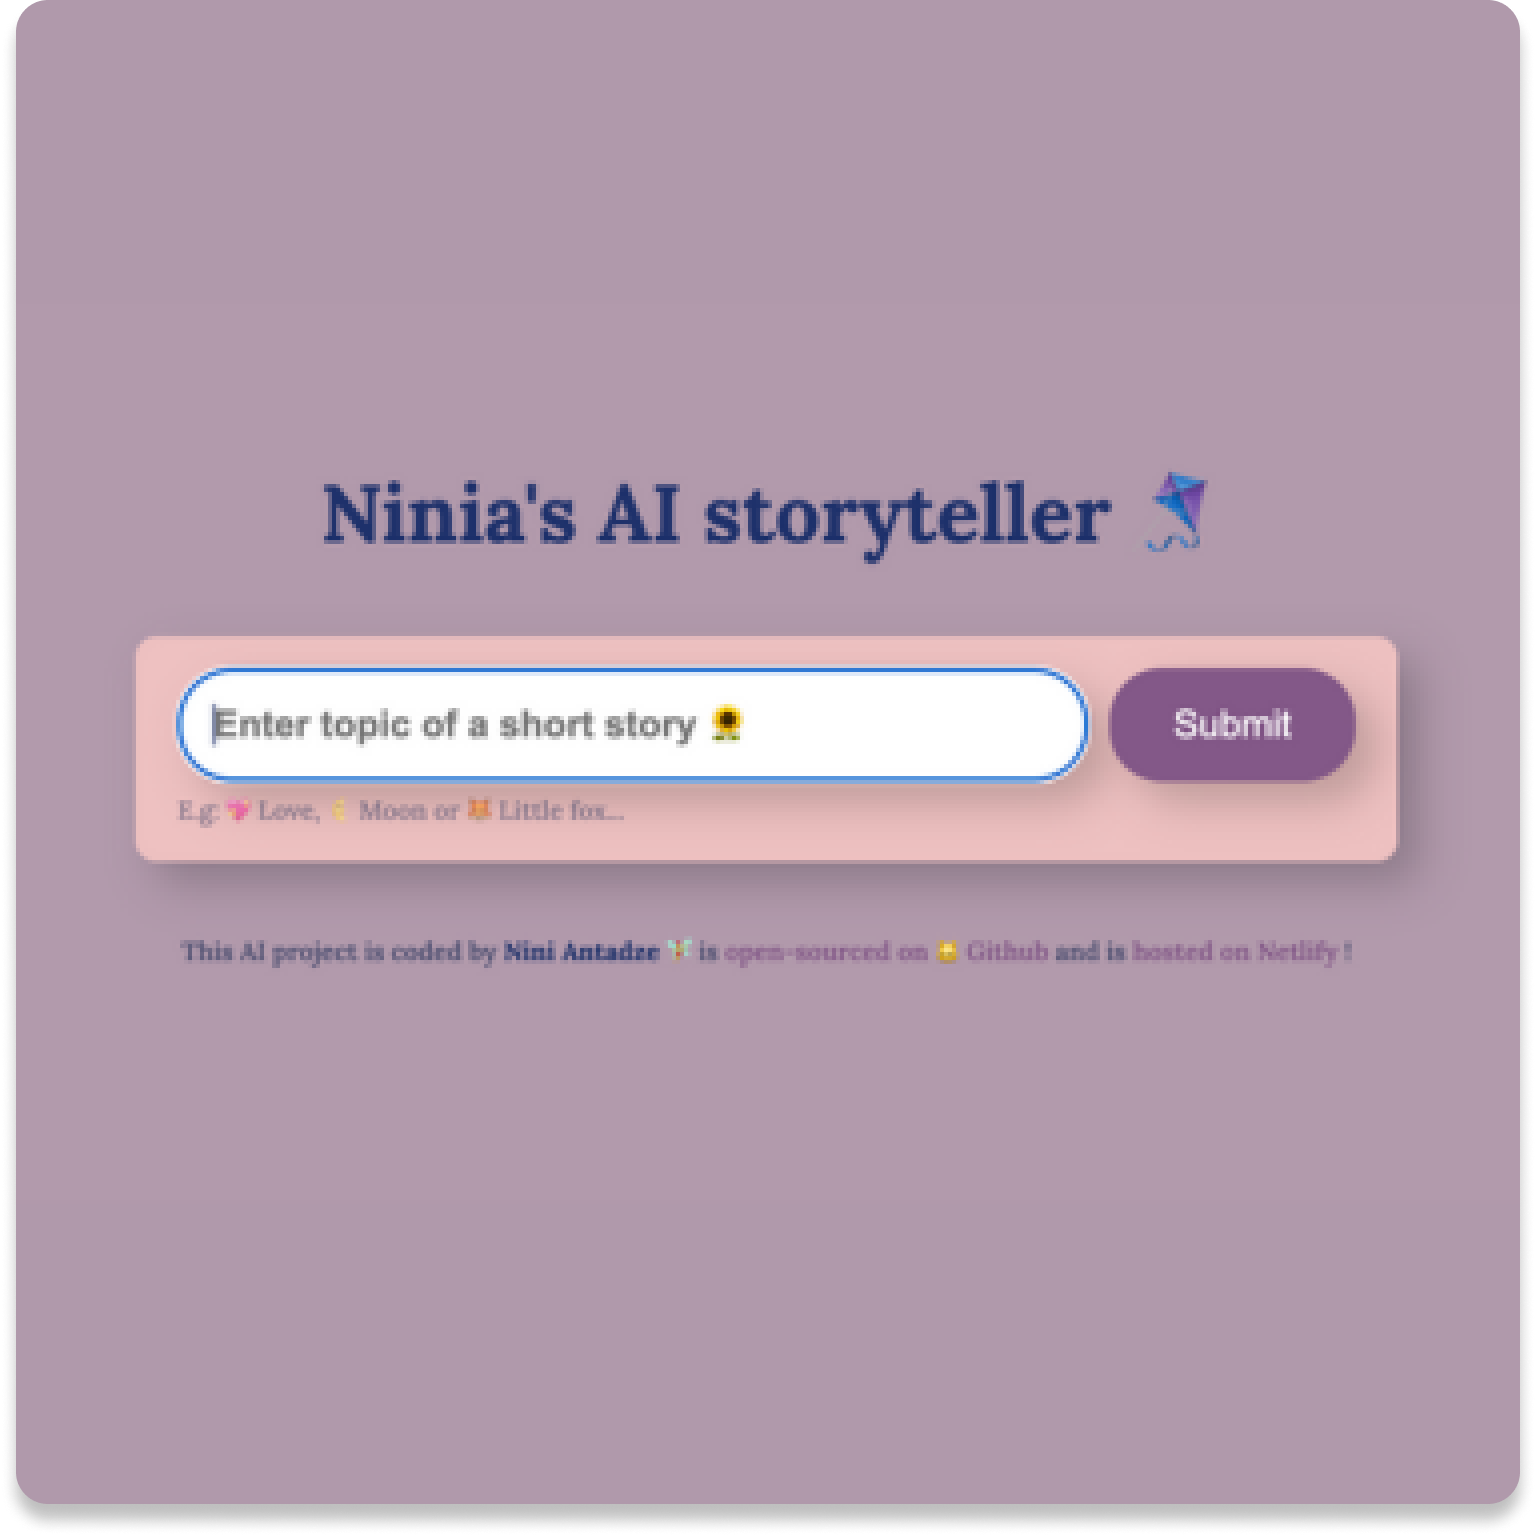 Ninia's AI storyteller 🪁
Enter topic of a short story 🌻
Submit
E.g: 💖 Love, 🌙 Moon or 🦊 Little fox...
This AI project is coded by Nini Antadze 🧚 is open-sourced on 😼 Github and is hosted on Netlify !